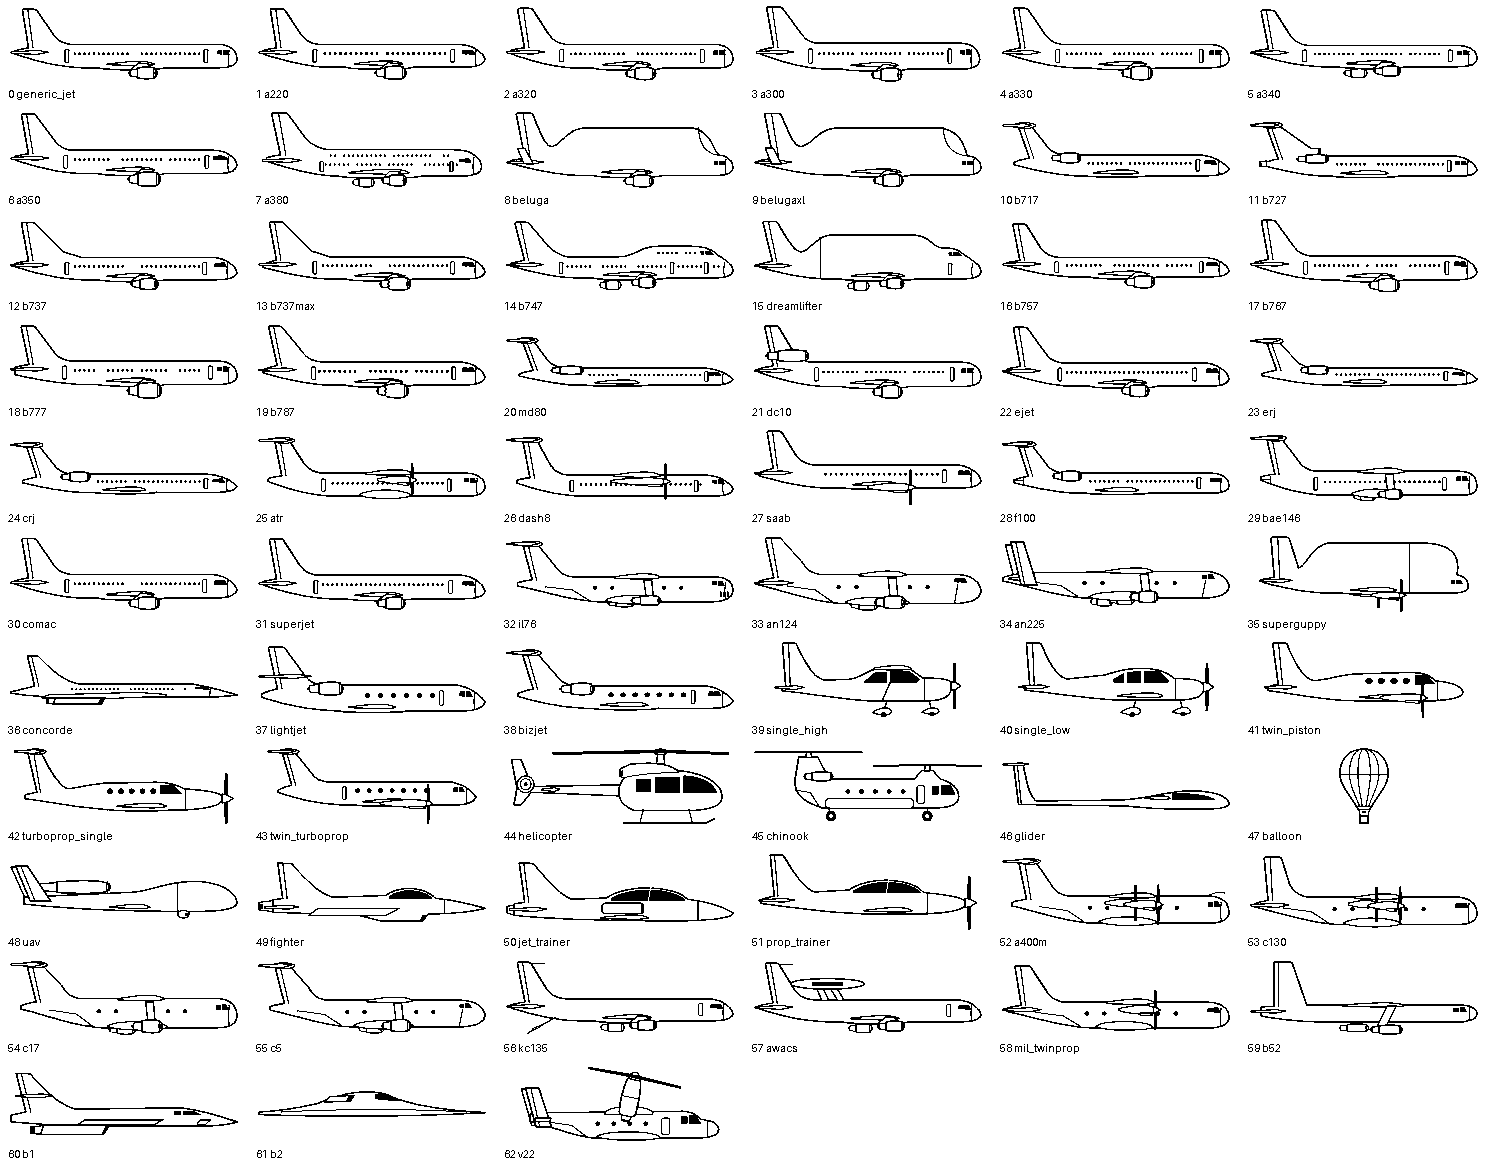 0 generic_jet
1 a220
2 a320
3 a300
4 a330
5 a340
6 a350
7 a380
8 beluga
9 belugaxl
10 b717
11 b727
12 b737
13 b737max
14 b747
15 dreamlifter
16 b757
17 b767
18 b777
19 b787
20 md80
21 dc10
22 ejet
23 erj
24 crj
25 atr
26 dash8
27 saab
28 f100
29 bae146
30 comac
31 superjet
32 il76
33 an124
34 an225
35 superguppy
36 concorde
37 lightjet
38 bizjet
39 single_high
40 single_low
41 twin_piston
42 turboprop_single
43 twin_turboprop
44 helicopter
45 chinook
46 glider
47 balloon
48 uav
49 fighter
50 jet_trainer
51 prop_trainer
52 a400m
53 c130
54 c17
55 c5
56 kc135
57 awacs
58 mil_twinprop
59 b52
60 b1
61 b2
62 v22